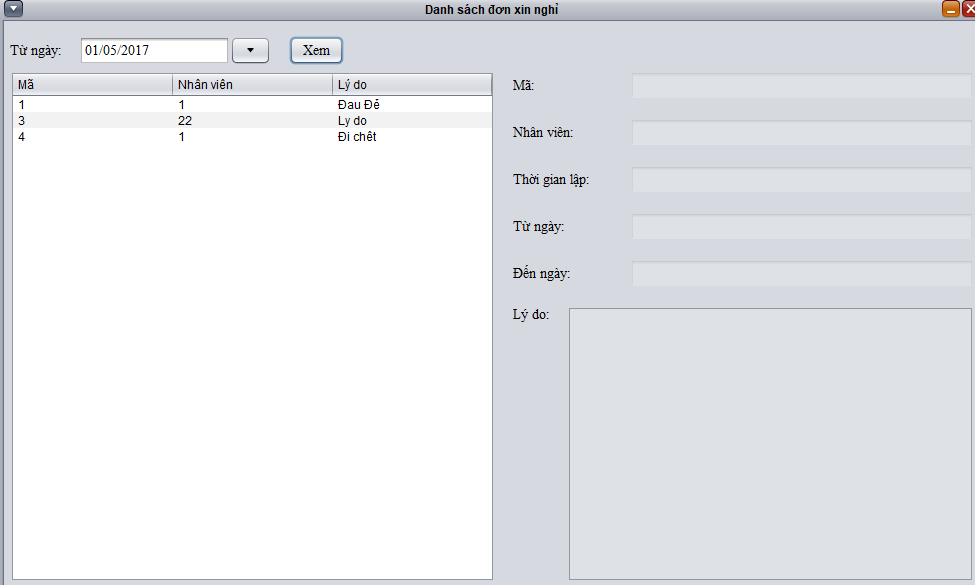 Danh sách đơn xin nghỉ
Từ ngày: 01/05/2017 Xem
Mã Nhân viên Lý do
1 1 Đau Đẻ
3 22 Ly do
4 1 Đi chết
Mã:
Nhân viên:
Thời gian lập:
Từ ngày:
Đến ngày:
Lý do: